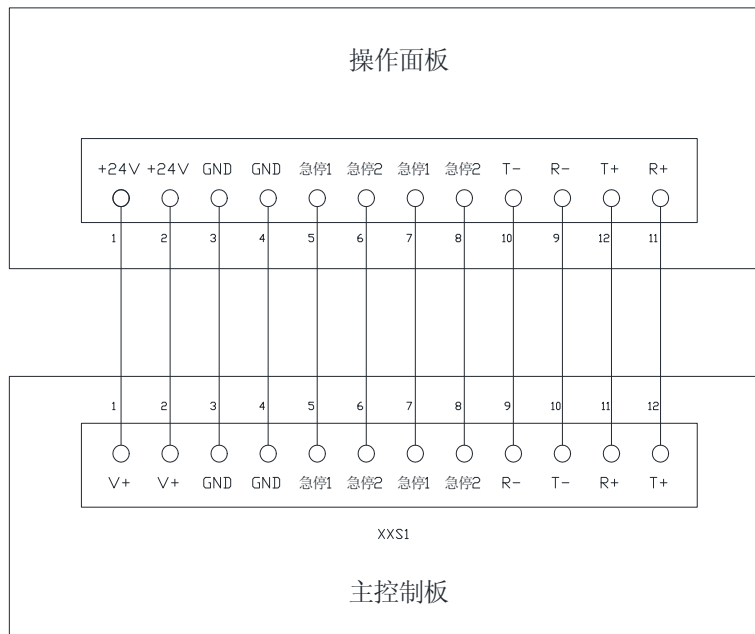 操作面板
+24V +24V GND GND 急停1 急停2 急停1 急停2 T- R- T+ R+
1 2 3 4 5 6 7 8 10 9 12 11
1 2 3 4 5 6 7 8 9 10 11 12
V+ V+ GND GND 急停1 急停2 急停1 急停2 R- T- R+ T+
XXS1
主控制板